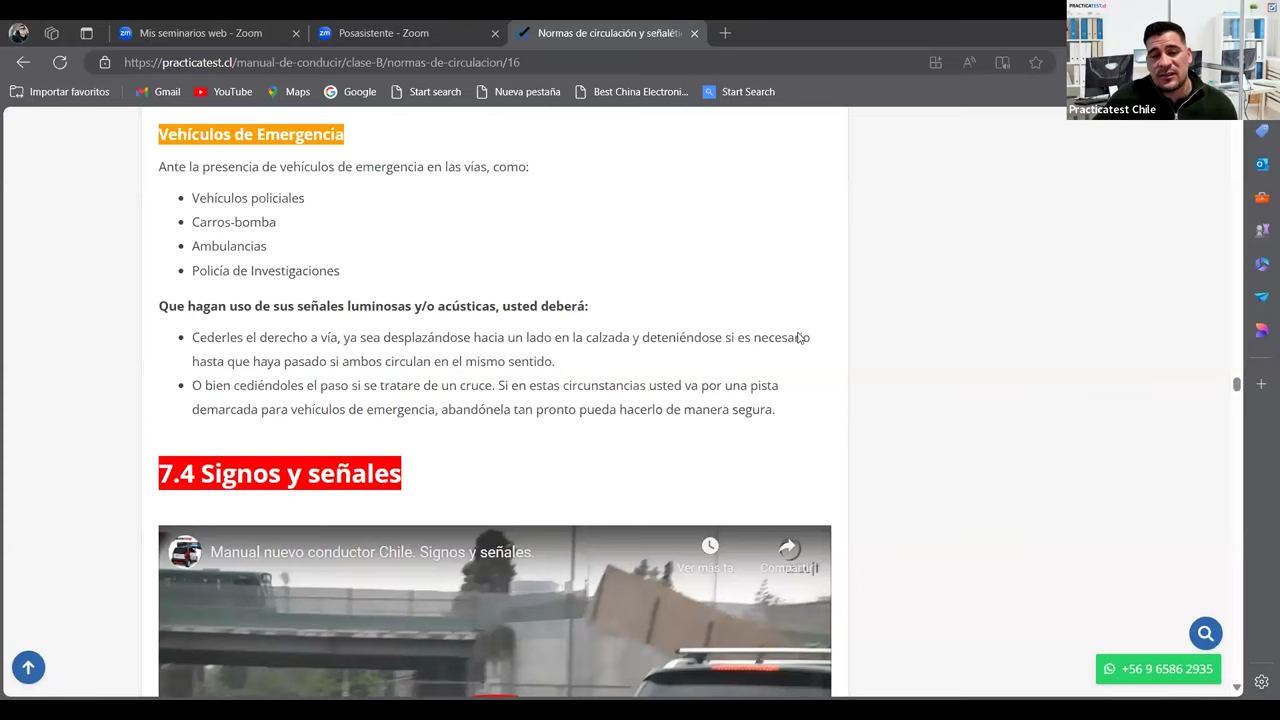 Mis seminarios web - Zoom
Posasistente - Zoom
Normas de circulación y señaléti
https://practicatest.cl/manual-de-conducir/clase-B/normas-de-circulacion/16
Importar favoritos
Gmail
YouTube
Maps
Google
Start search
Nueva pestaña
Best China Electroni...
Start Search
PRACTICATEST.cl
Practicatest Chile
Vehículos de Emergencia
Ante la presencia de vehículos de emergencia en las vías, como:
Vehículos policiales
Carros-bomba
Ambulancias
Policía de Investigaciones
Que hagan uso de sus señales luminosas y/o acústicas, usted deberá:
Cederles el derecho a vía, ya sea desplazándose hacia un lado en la calzada y deteniéndose si es necesario
hasta que haya pasado si ambos circulan en el mismo sentido.
O bien cediéndoles el paso si se tratare de un cruce. Si en estas circunstancias usted va por una pista
demarcada para vehículos de emergencia, abandónela tan pronto pueda hacerlo de manera segura.
7.4 Signos y señales
Manual nuevo conductor Chile. Signos y señales.
Ver más ta...
Compartir
+56 9 6586 2935